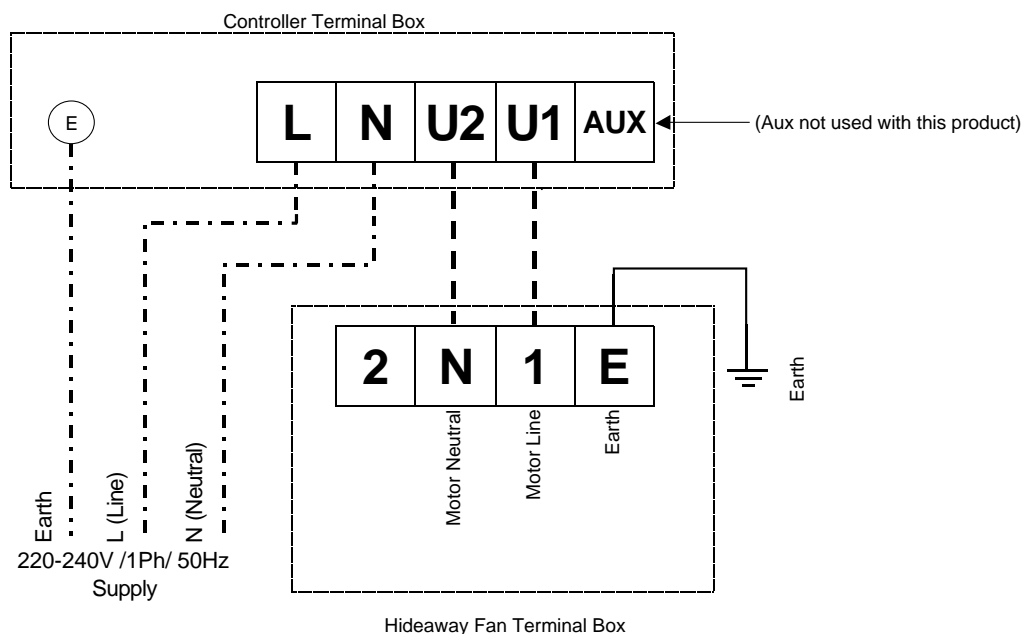 Controller Terminal Box
E
L N U2 U1 AUX
(Aux not used with this product)
2 N 1 E
Motor Neutral
Motor Line
Earth
Earth
Earth
L (Line)
N (Neutral)
220-240V /1Ph/ 50Hz
Supply
Hideaway Fan Terminal Box